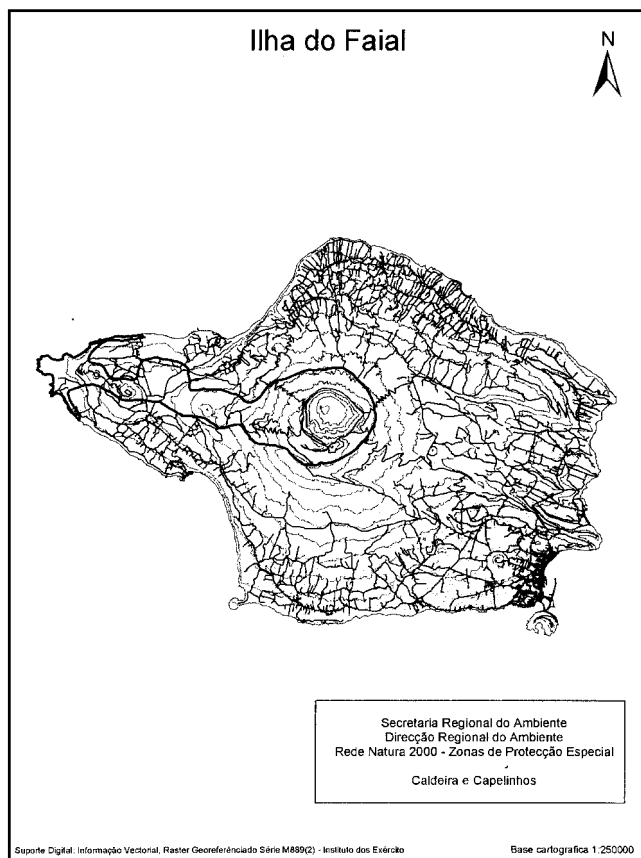 Ilha do Faial
N
Secretaria Regional do Ambiente
Direcção Regional do Ambiente
Rede Natura 2000 - Zonas de Protecção Especial
Caldeira e Capelinhos
Suporte Digital: Informação Vectorial, Raster Georeferênciado Série M889(2) - Instituto dos Exército
Base cartografica 1:250000